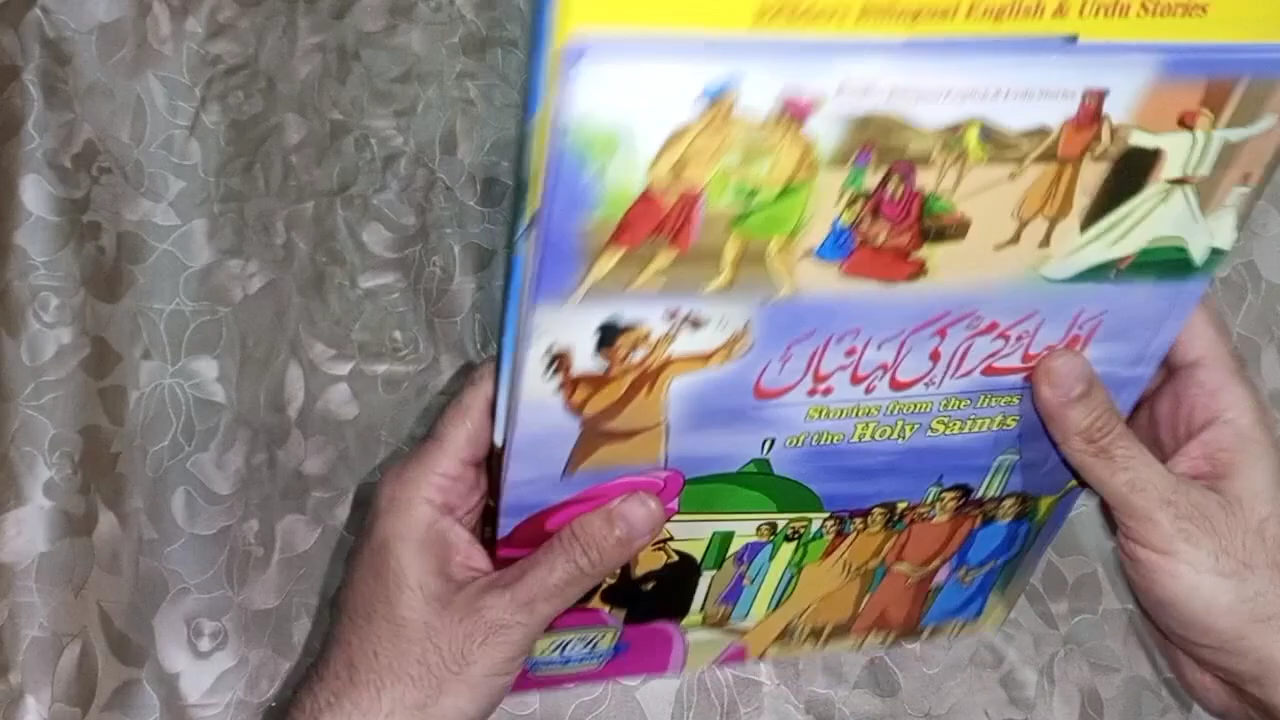 Bilingual English & Urdu Stories
اولیائے کرامؒ کی کہانیاں
Stories from the lives
of the Holy Saints